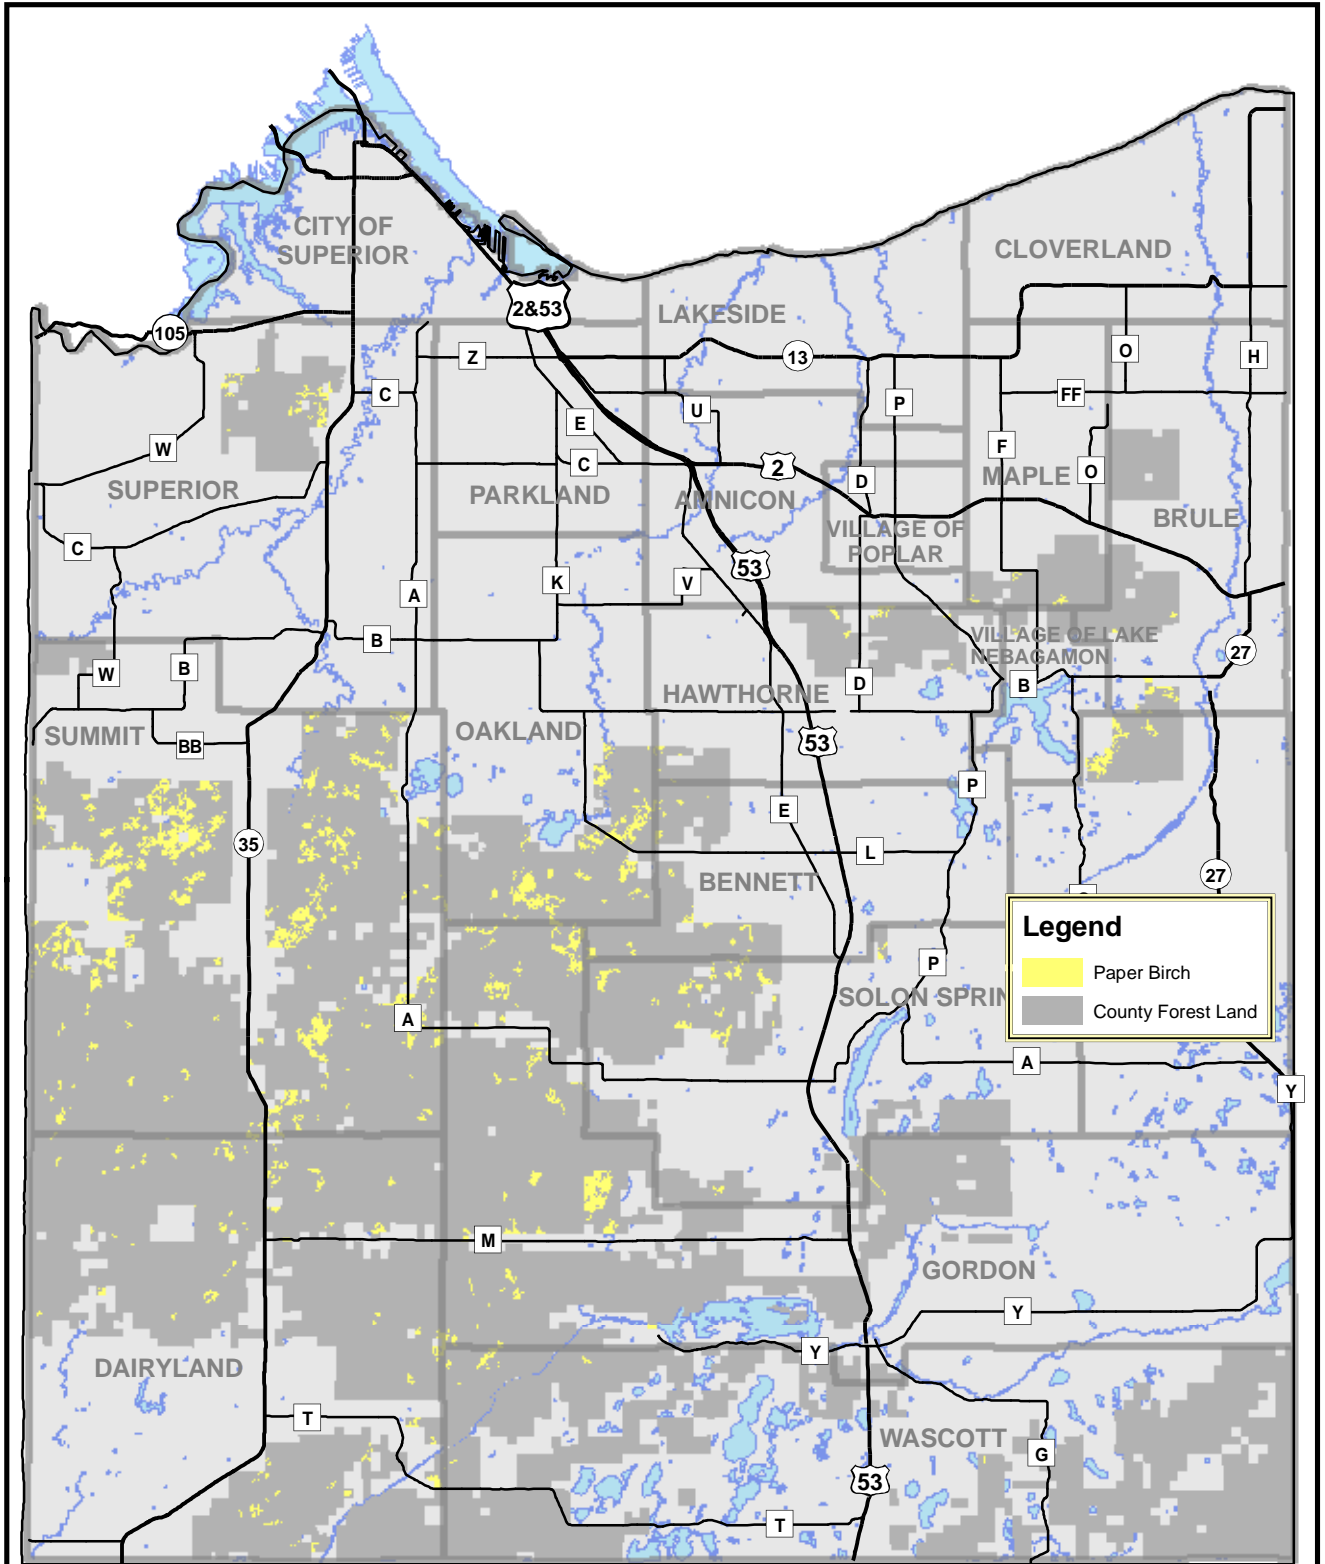 CITY OF
SUPERIOR
CLOVERLAND
2&53
LAKESIDE
105
13
Z
O
H
C
P
FF
U
E
F
W
C
2
O
D
MAPLE
SUPERIOR
PARKLAND
AMNICON
BRULE
VILLAGE OF
POPLAR
C
53
K
V
A
B
VILLAGE OF LAKE
NEBAGAMON
27
B
W
D
B
HAWTHORNE
SUMMIT
OAKLAND
BB
53
P
E
35
L
BENNETT
27
Legend
Paper Birch
County Forest Land
P
SOLON SPRIN
A
A
Y
M
GORDON
Y
Y
DAIRYLAND
T
WASCOTT
G
53
T